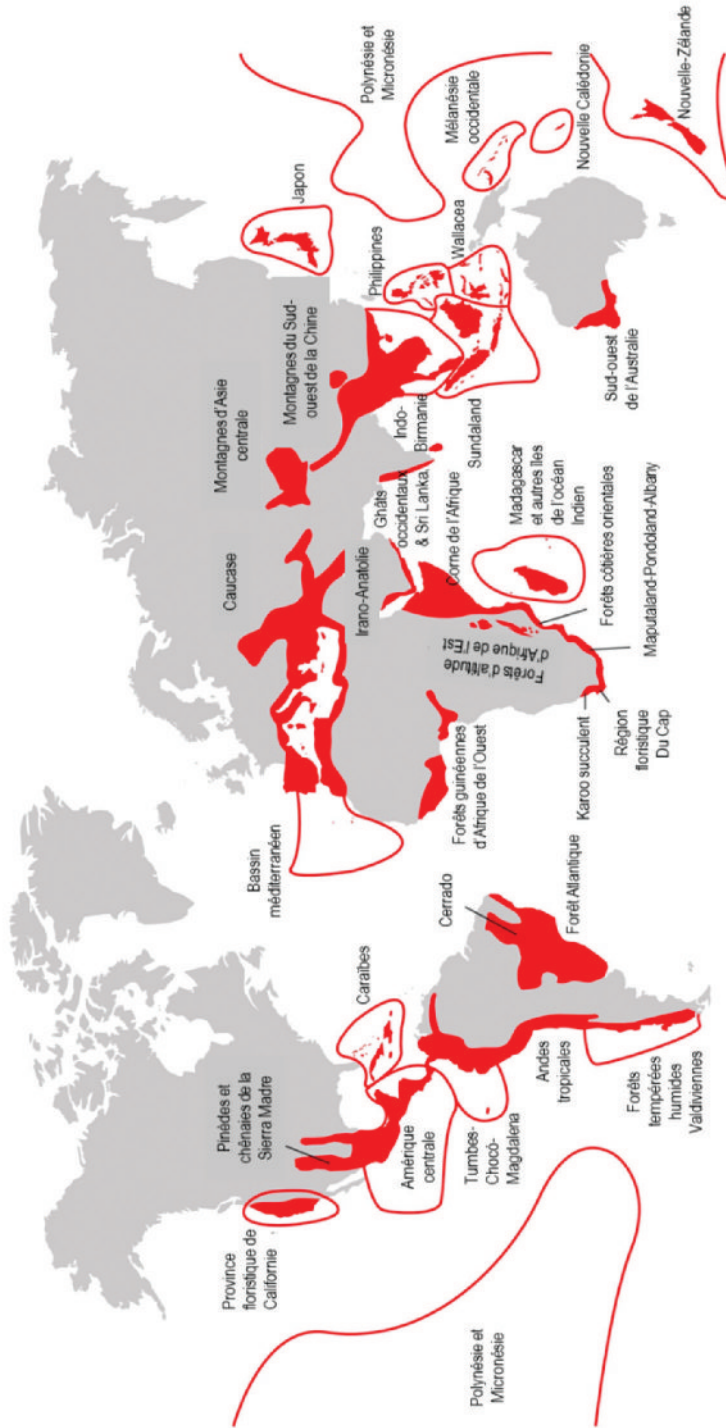 Province
floristique de
Californie
Pinèdes et
chênaies de la
Sierra Madre
Caraïbes
Amérique
centrale
Tumbes-
Chocó-
Magdalena
Andes
tropicales
Forêts
tempérées
humides
Valdiviennes
Cerrado
Forêt Atlantique
Polynésie et
Micronésie
Bassin
méditerranéen
Caucase
Irano-Anatolie
Montagnes d'Asie
centrale
Montagnes du Sud-
ouest de la Chine
Japon
Polynésie et
Micronésie
Philippines
Indo-
Birmanie
Ghâts
occidentaux
& Sri Lanka
Corne de l'Afrique
Sundaland
Wallacea
Mélanésie
occidentale
Nouvelle Calédonie
Nouvelle-Zélande
Sud-ouest
de l'Australie
Madagascar
et autres îles
de l'océan
Indien
Forêts d'altitude
d'Afrique de l'Est
Forêts guinéennes
d'Afrique de l'Ouest
Forêts côtières orientales
Maputaland-Pondoland-Albany
Karoo succulent
Région
floristique
Du Cap